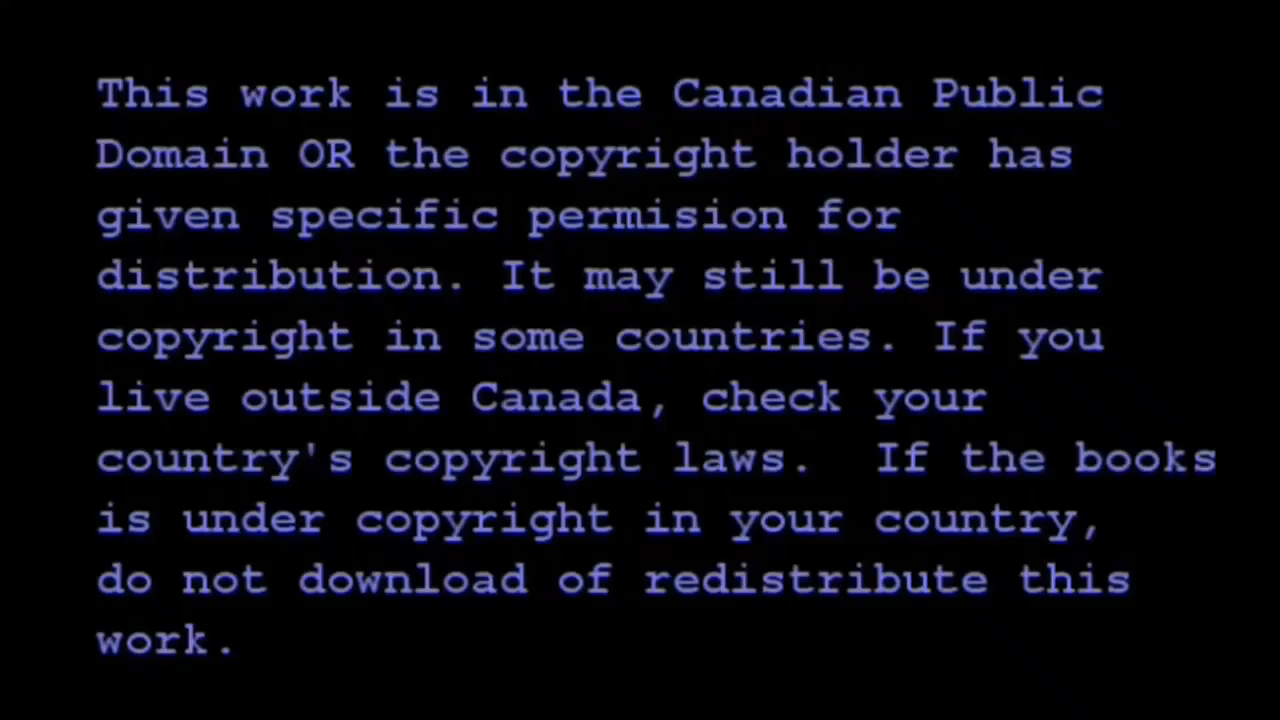 This work is in the Canadian Public
Domain OR the copyright holder has
given specific permision for
distribution. It may still be under
copyright in some countries. If you
live outside Canada, check your
country's copyright laws.  If the books
is under copyright in your country,
do not download of redistribute this
work.